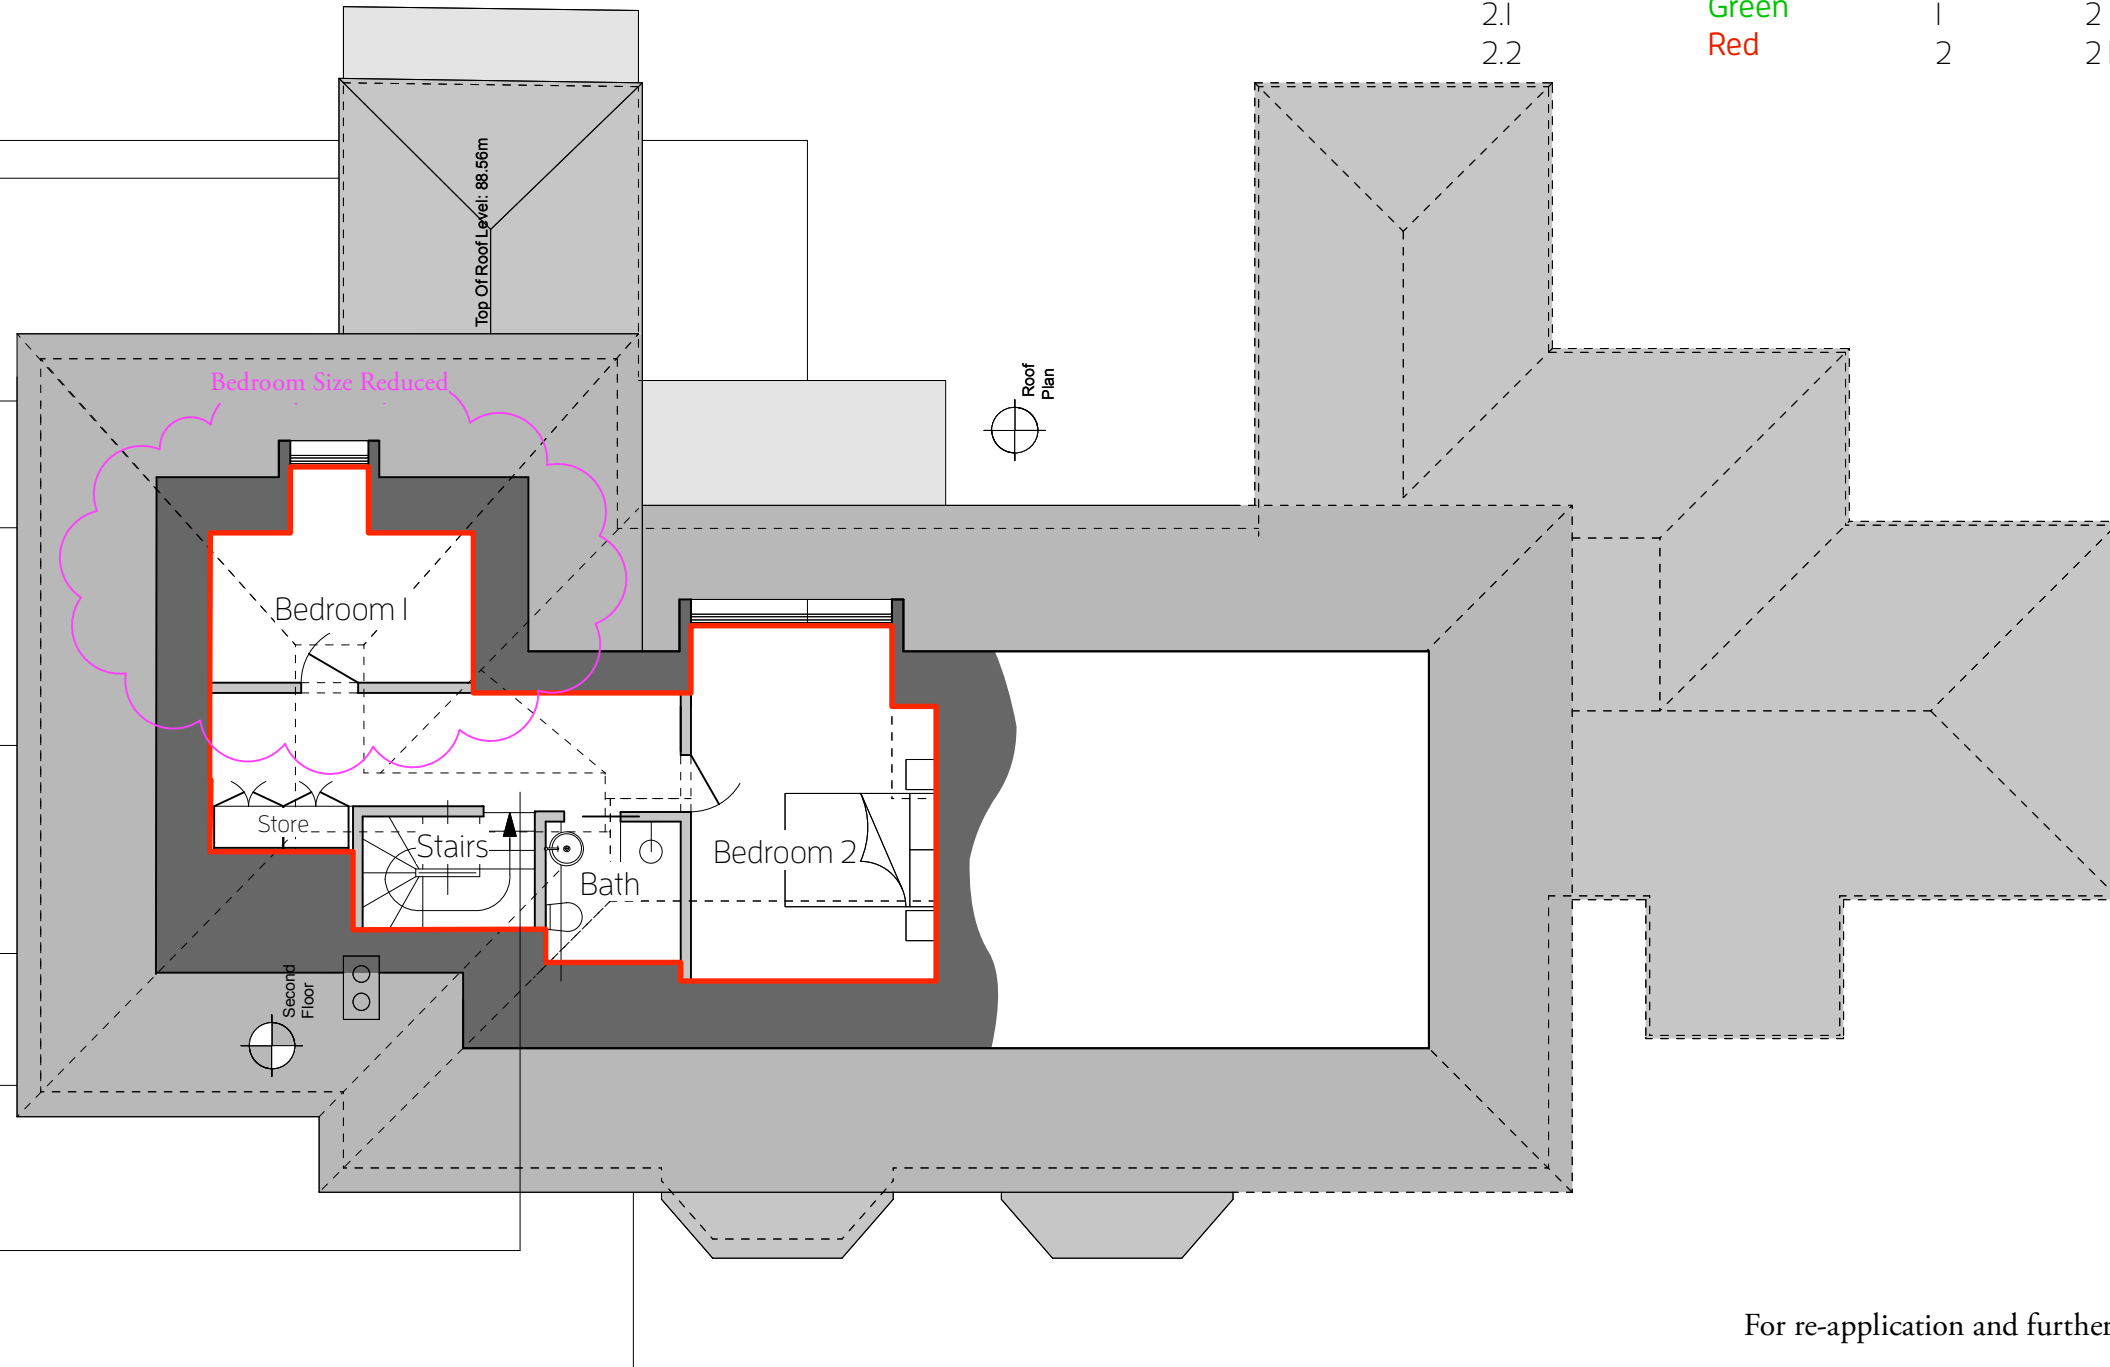 2.1 Green 1 2
2.2 Red 2 2
Top Of Roof Level: 88.56m
Bedroom Size Reduced
Roof
Plan
Bedroom 1
Store
Stairs
Bath
Bedroom 2
Second
Floor
For re-application and further